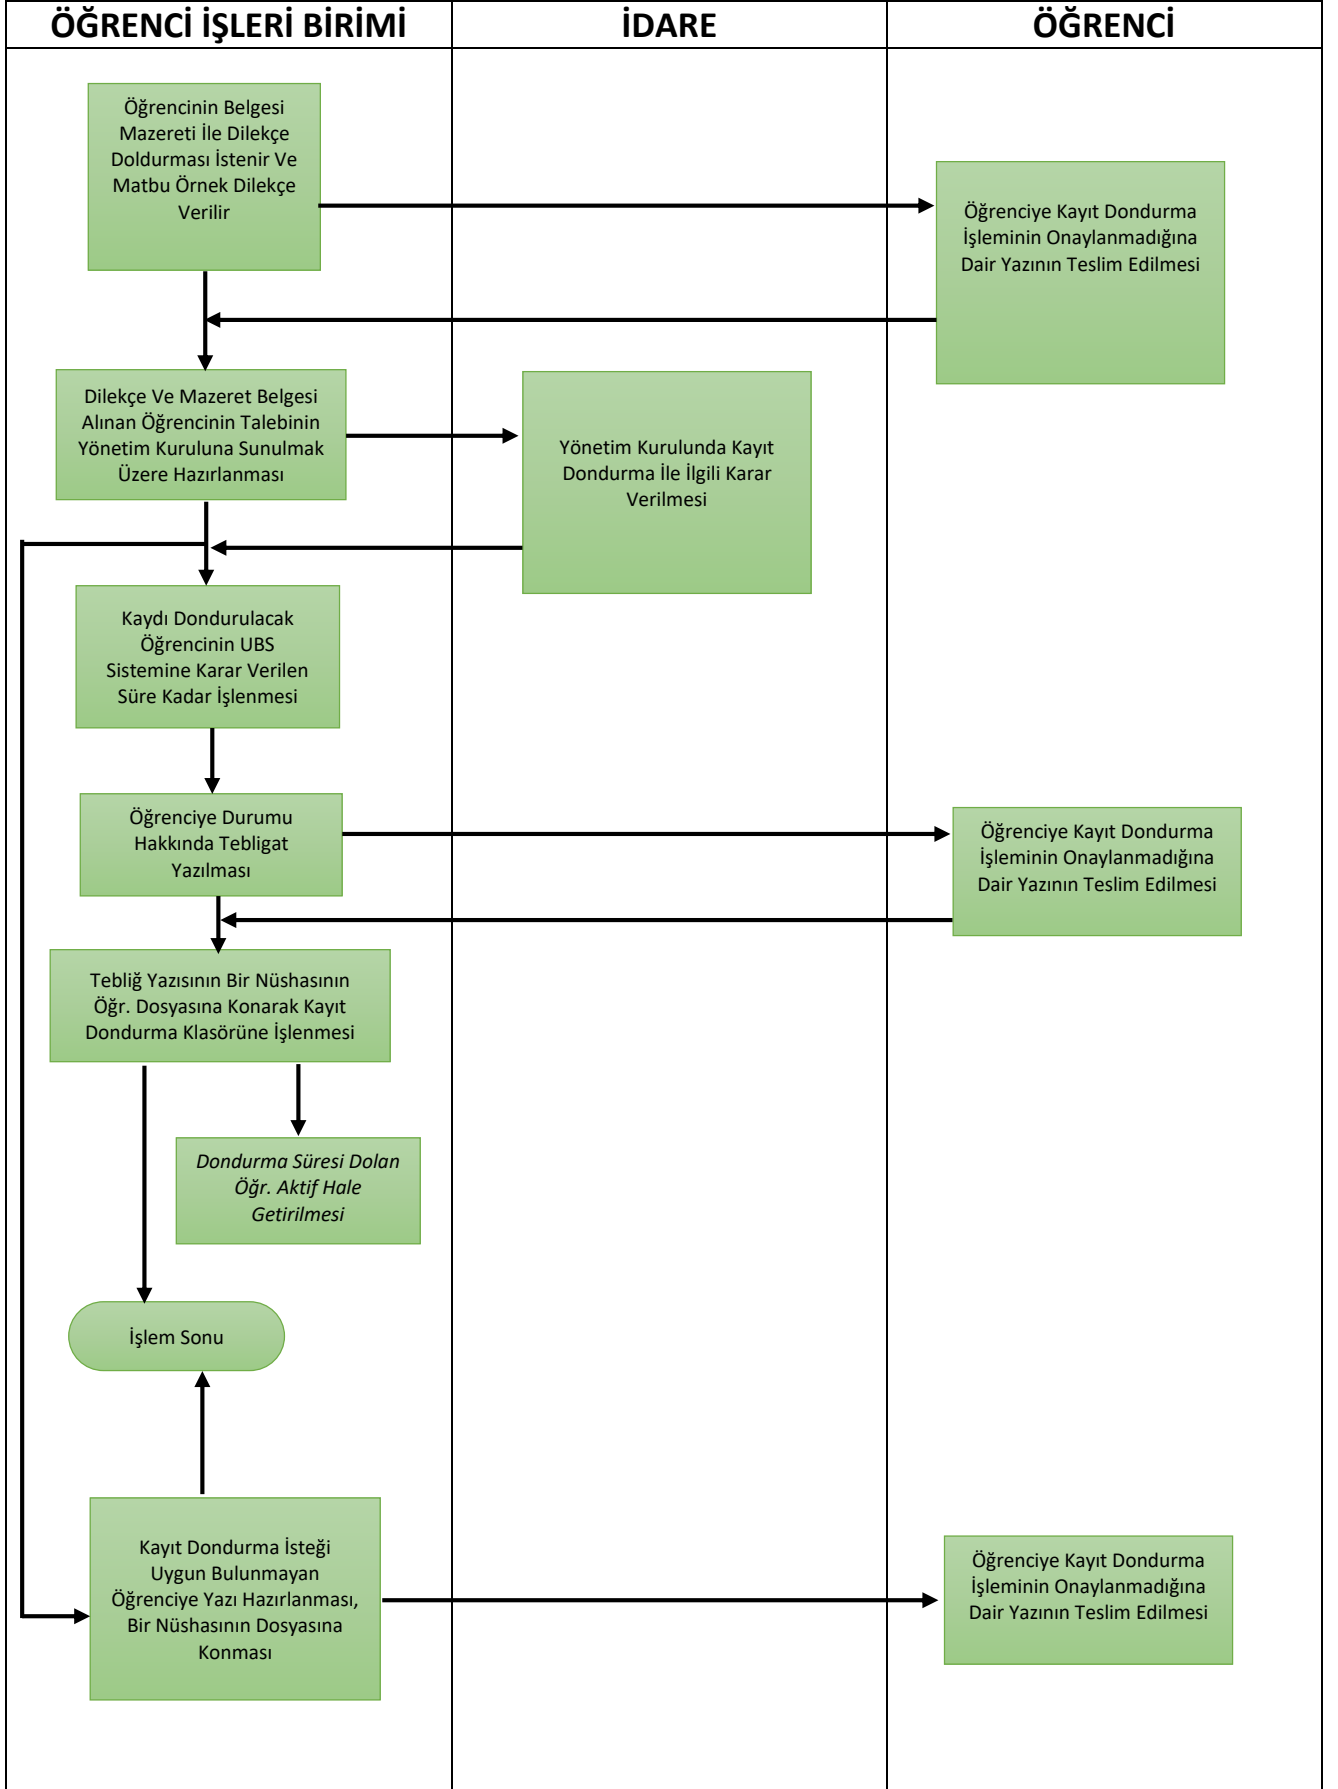 ÖĞRENCİ İŞLERİ BİRİMİ
İDARE
ÖĞRENCİ
Öğrencinin Belgesi
Mazereti İle Dilekçe
Doldurması İstenir Ve
Matbu Örnek Dilekçe
Verilir
Öğrenciye Kayıt Dondurma
İşleminin Onaylanmadığına
Dair Yazının Teslim Edilmesi
Dilekçe Ve Mazeret Belgesi
Alınan Öğrencinin Talebinin
Yönetim Kuruluna Sunulmak
Üzere Hazırlanması
Yönetim Kurulunda Kayıt
Dondurma İle İlgili Karar
Verilmesi
Kaydı Dondurulacak
Öğrencinin UBS
Sistemine Karar Verilen
Süre Kadar İşlenmesi
Öğrenciye Durumu
Hakkında Tebligat
Yazılması
Öğrenciye Kayıt Dondurma
İşleminin Onaylanmadığına
Dair Yazının Teslim Edilmesi
Tebliğ Yazısının Bir Nüshasının
Öğr. Dosyasına Konarak Kayıt
Dondurma Klasörüne İşlenmesi
Dondurma Süresi Dolan
Öğr. Aktif Hale
Getirilmesi
İşlem Sonu
Kayıt Dondurma İsteği
Uygun Bulunmayan
Öğrenciye Yazı Hazırlanması,
Bir Nüshasının Dosyasına
Konması
Öğrenciye Kayıt Dondurma
İşleminin Onaylanmadığına
Dair Yazının Teslim Edilmesi